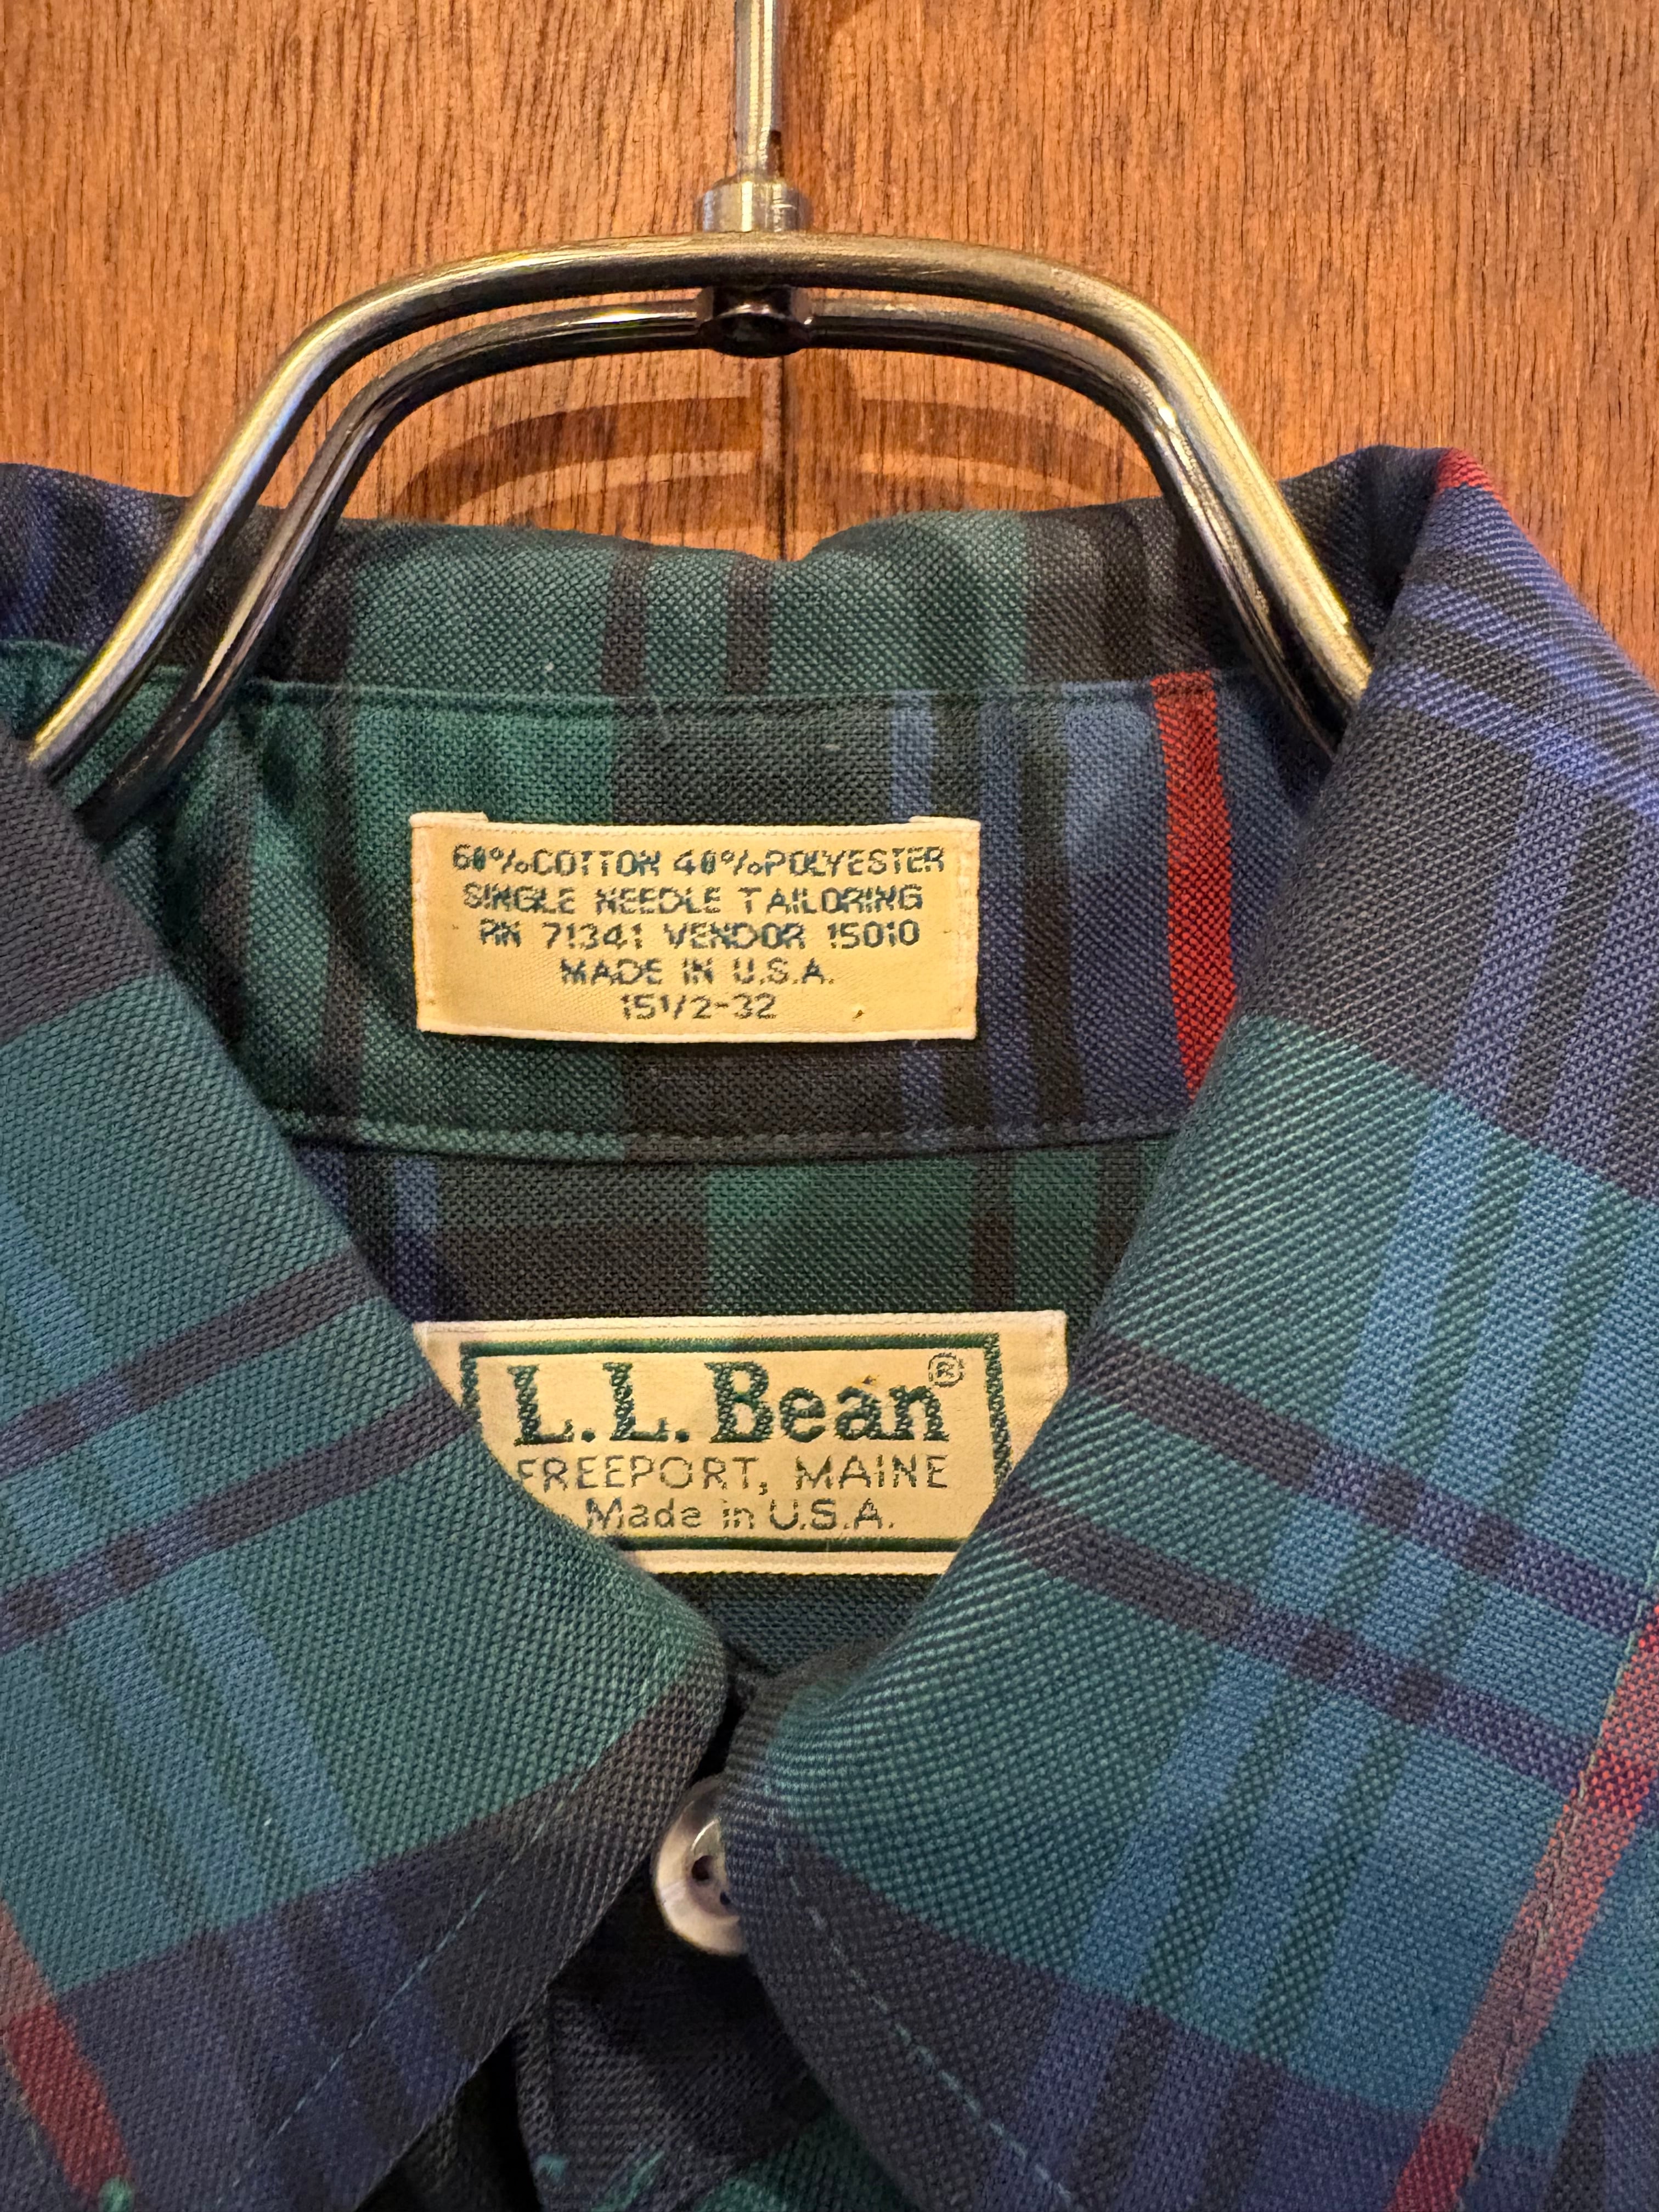 60%COTTON 40%POLYESTER
SINGLE NEEDLE TAILORING
RN 71341 VENDOR 15010
MADE IN U.S.A.
15 1/2-32
L.L.Bean®
FREEPORT, MAINE
Made in U.S.A.